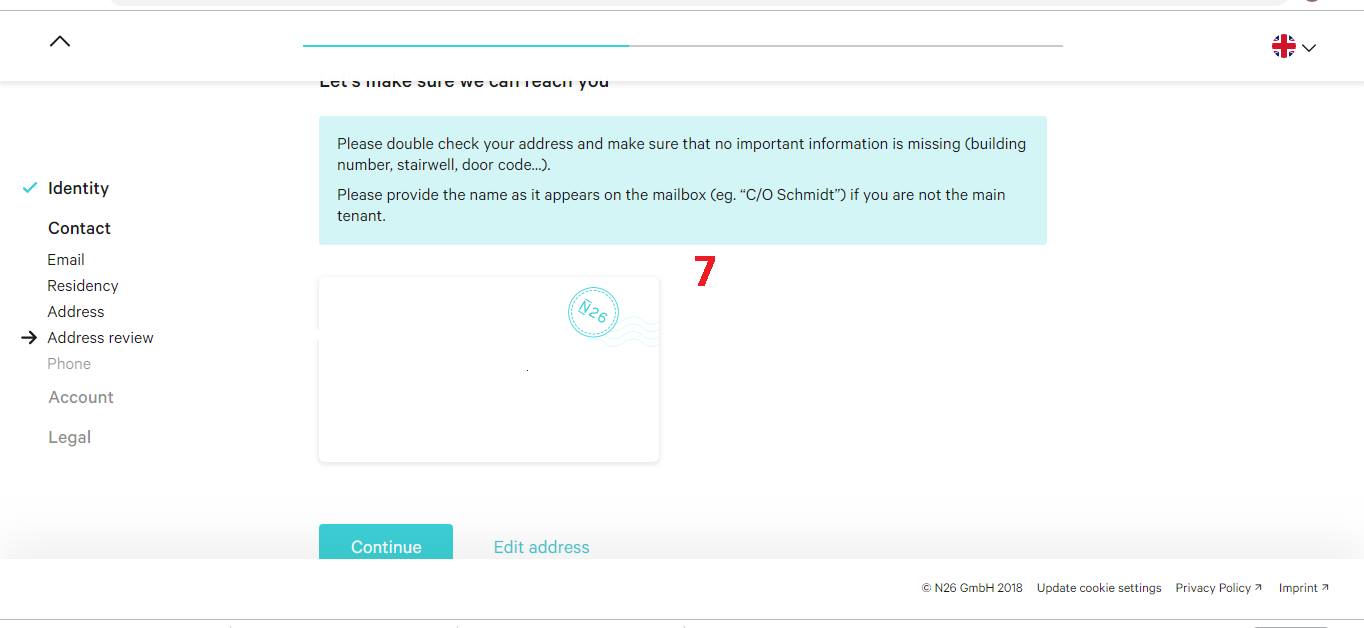 Let's make sure we can reach you
Please double check your address and make sure that no important information is missing (building
number, stairwell, door code...).
Please provide the name as it appears on the mailbox (eg. “C/O Schmidt”) if you are not the main
tenant.
Identity
Contact
Email
Residency
Address
Address review
Phone
Account
Legal
7
N26
Continue
Edit address
© N26 GmbH 2018 Update cookie settings Privacy Policy ↗ Imprint ↗